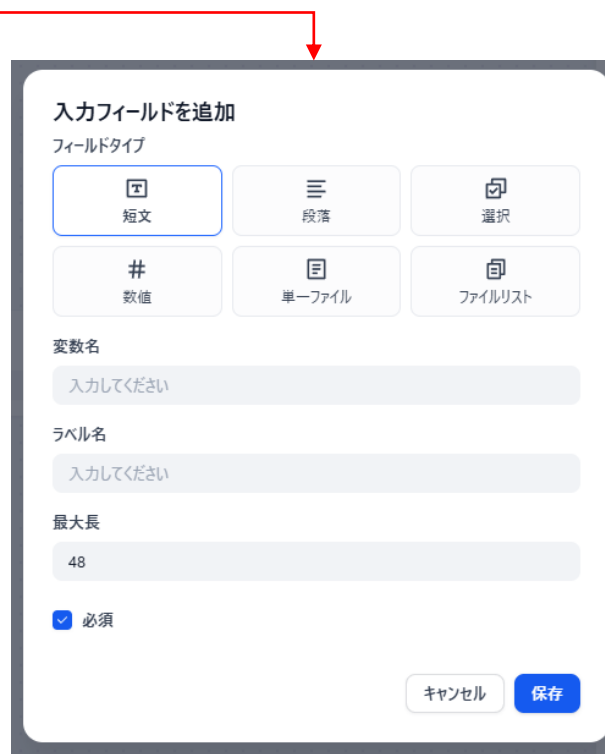 入力フィールドを追加
フィールドタイプ
短文
段落
選択
数値
単一ファイル
ファイルリスト
変数名
入力してください
ラベル名
入力してください
最大長
48
必須
キャンセル
保存